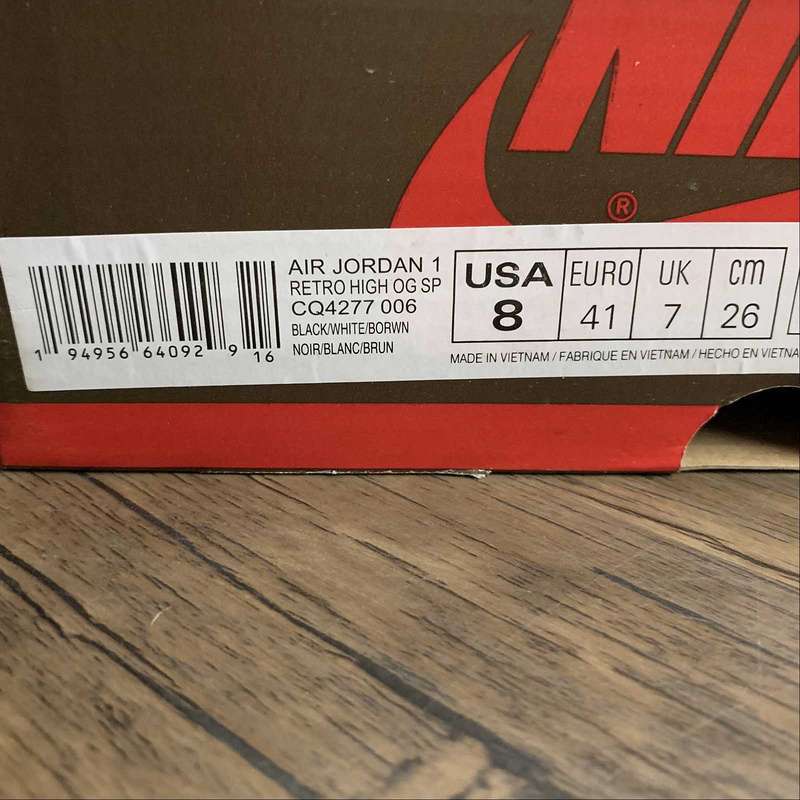 NIK
®
AIR JORDAN 1
RETRO HIGH OG SP
CQ4277 006
BLACK/WHITE/BORWN
NOIR/BLANC/BRUN
1 94956 64092 9 16
USA EURO UK cm
8 41 7 26
MADE IN VIETNAM / FABRIQUE EN VIETNAM / HECHO EN VIETNA